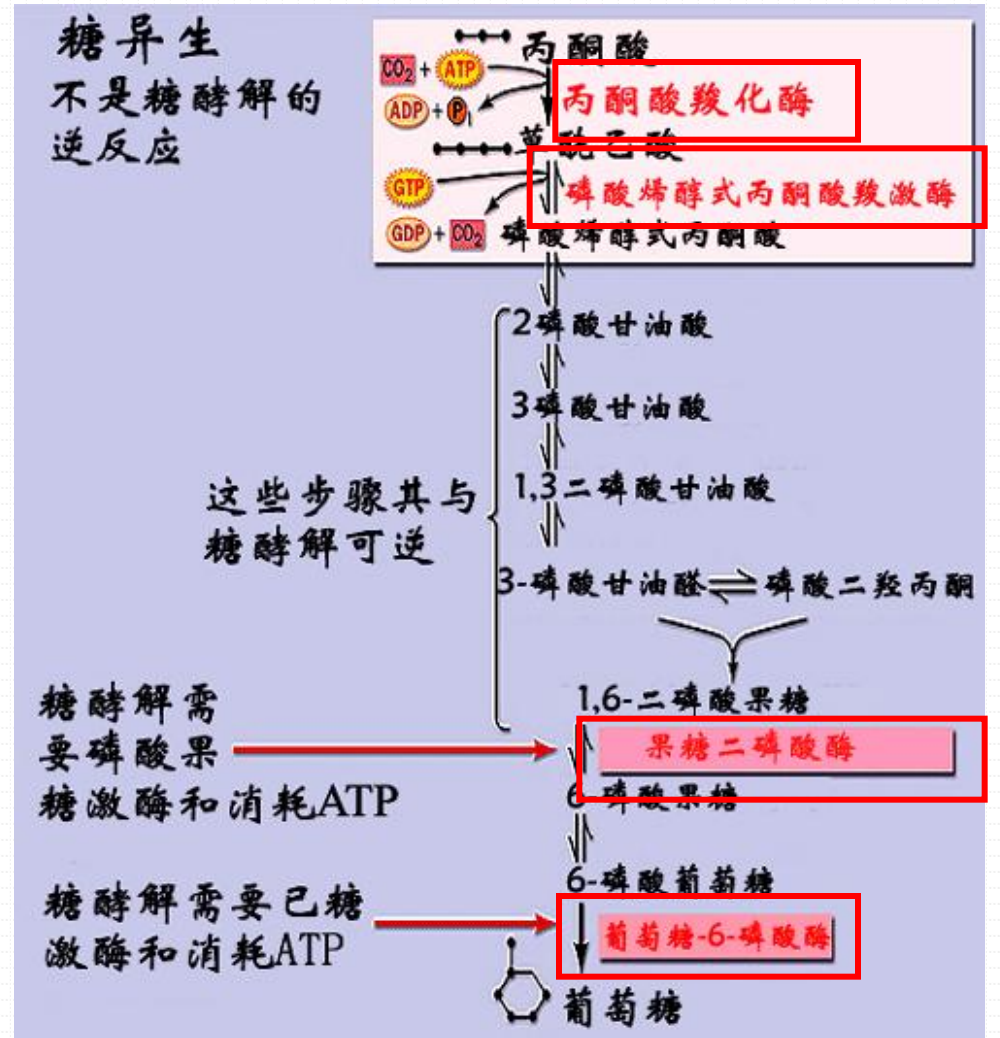 糖异生
不是糖酵解的
逆反应
丙酮酸
CO2 + ATP
丙酮酸羧化酶
ADP + Pi
草酰乙酸
GTP
磷酸烯醇式丙酮酸羧激酶
GDP + CO2
磷酸烯醇式丙酮酸
2磷酸甘油酸
3磷酸甘油酸
1,3二磷酸甘油酸
这些步骤其与
糖酵解可逆
3-磷酸甘油醛
磷酸二羟丙酮
1,6-二磷酸果糖
糖酵解需
要磷酸果
糖激酶和消耗ATP
果糖二磷酸酶
6-磷酸果糖
6-磷酸葡萄糖
糖酵解需要己糖
激酶和消耗ATP
葡萄糖-6-磷酸酶
葡萄糖